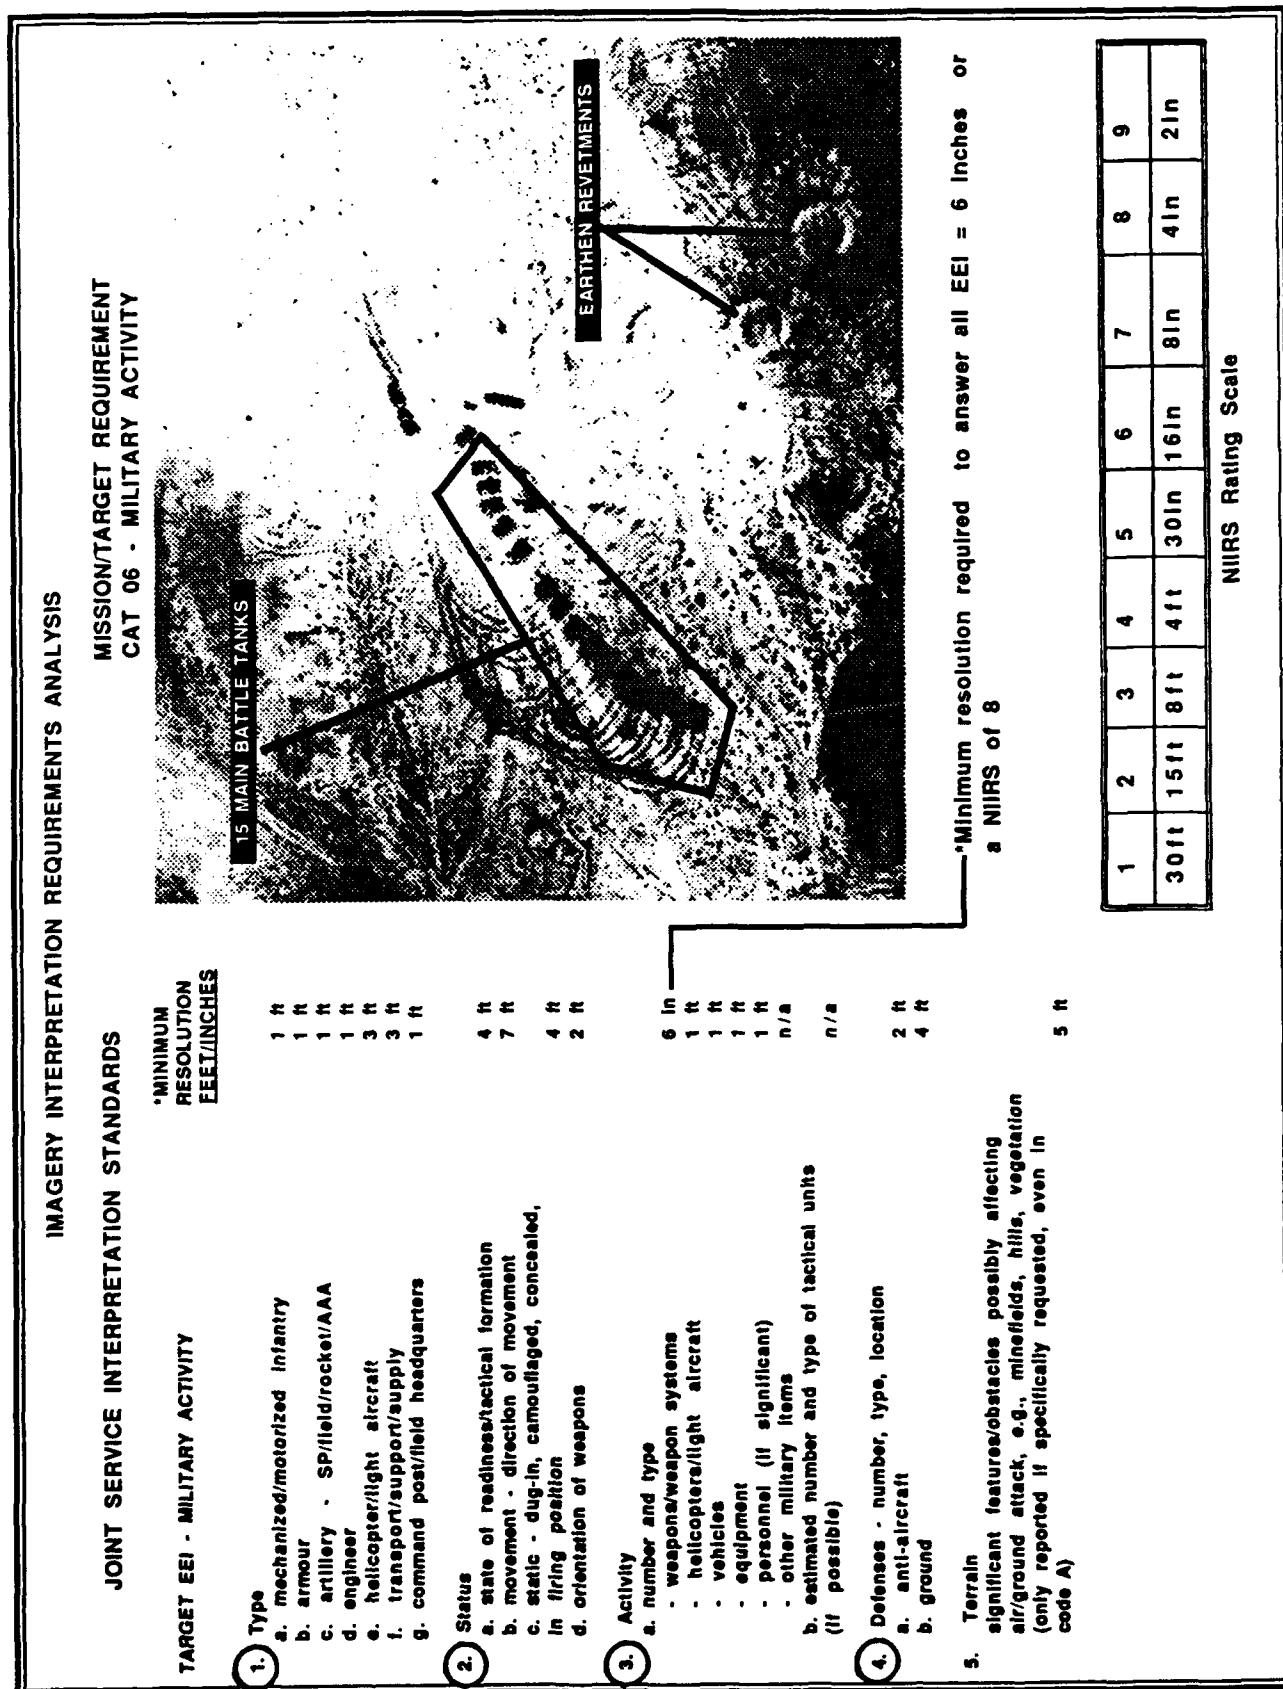 IMAGERY INTERPRETATION REQUIREMENTS ANALYSIS
JOINT SERVICE INTERPRETATION STANDARDS
TARGET EEI - MILITARY ACTIVITY
*MINIMUM
RESOLUTION
FEET/INCHES
1. Type
a. mechanized/motorized infantry 1 ft
b. armour 1 ft
c. artillery - SP/field/rocket/AAA 1 ft
d. engineer 1 ft
e. helicopter/light aircraft 3 ft
f. transport/support/supply 3 ft
g. command post/field headquarters 1 ft
2. Status
a. state of readiness/tactical formation 4 ft
b. movement - direction of movement 7 ft
c. static - dug-in, camouflaged, concealed,
in firing position 4 ft
d. orientation of weapons 2 ft
3. Activity
a. number and type
- weapons/weapon systems 6 in
- helicopters/light aircraft 1 ft
- vehicles 1 ft
- equipment 1 ft
- personnel (if significant) 1 ft
- other military items n/a
b. estimated number and type of tactical units
(if possible) n/a
4. Defenses - number, type, location
a. anti-aircraft 2 ft
b. ground 4 ft
5. Terrain
significant features/obstacles possibly affecting
air/ground attack, e.g., minefields, hills, vegetation
(only reported if specifically requested, even in
code A) 5 ft
MISSION/TARGET REQUIREMENT
CAT 06 - MILITARY ACTIVITY
15 MAIN BATTLE TANKS
EARTHEN REVETMENTS
*Minimum resolution required to answer all EEI = 6 inches or
a NIIRS of 8
1 2 3 4 5 6 7 8 9
30ft 15ft 8ft 4ft 30in 16in 8in 4in 2in
NIIRS Rating Scale